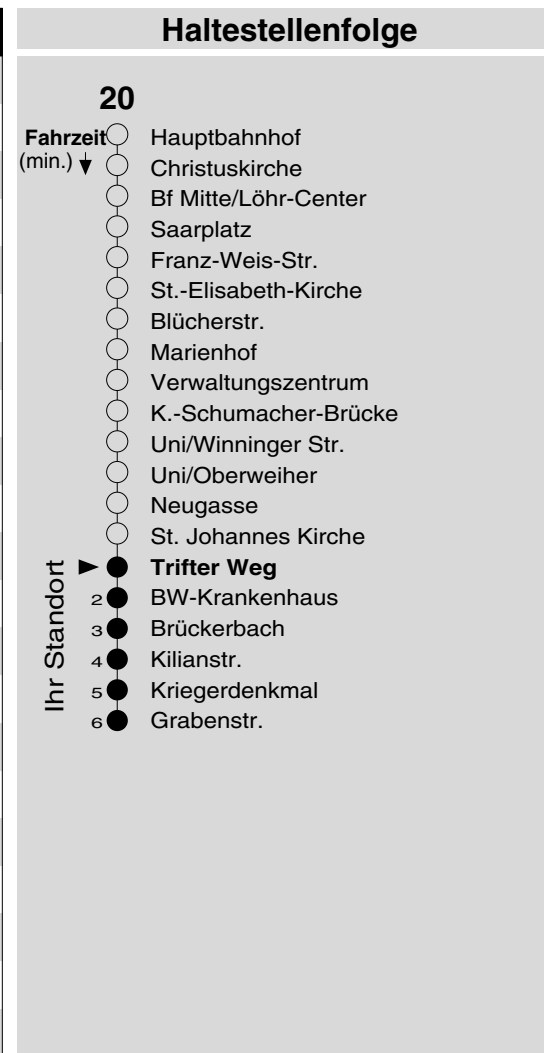 Haltestellenfolge
20
Fahrzeit Hauptbahnhof
(min.) Christuskirche
Bf Mitte/Löhr-Center
Saarplatz
Franz-Weis-Str.
St.-Elisabeth-Kirche
Blücherstr.
Marienhof
Verwaltungszentrum
K.-Schumacher-Brücke
Uni/Winninger Str.
Uni/Oberweiher
Neugasse
St. Johannes Kirche
Ihr Standort
Trifter Weg
2 BW-Krankenhaus
3 Brückerbach
4 Kilianstr.
5 Kriegerdenkmal
6 Grabenstr.